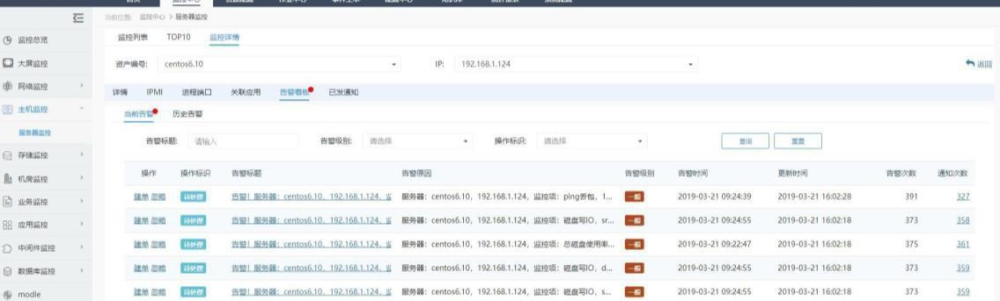 监控中心
当前位置: 监控中心 > 服务器监控
监控总览
大屏监控
网络监控
主机监控
服务器监控
存储监控
机房监控
业务监控
应用监控
中间件监控
数据库监控
modle
监控列表 TOP10 监控详情
资产编号: centos6.10 IP: 192.168.1.124 返回
详情 IPMI 进程端口 关联应用 告警看板 已发通知
当前告警 历史告警
告警标题: 请输入 告警级别: 请选择 操作标识: 请选择 查询 重置
操作 操作标识 告警标题 告警原因 告警级别 告警时间 更新时间 告警次数 通知次数
建单 忽略 待处理 告警! 服务器: centos6.10, 192.168.1.124, 服务器: centos6.10, 192.168.1.124, 监控项: ping丢包, 1... 一般 2019-03-21 09:24:39 2019-03-21 16:02:28 391 327
建单 忽略 待处理 告警! 服务器: centos6.10, 192.168.1.124, 服务器: centos6.10, 192.168.1.124, 监控项: 磁盘写IO, sr... 一般 2019-03-21 09:24:55 2019-03-21 16:02:18 373 358
建单 忽略 待处理 告警! 服务器: centos6.10, 192.168.1.124, 服务器: centos6.10, 192.168.1.124, 监控项: 总磁盘使用率... 一般 2019-03-21 09:22:47 2019-03-21 16:02:18 375 361
建单 忽略 待处理 告警! 服务器: centos6.10, 192.168.1.124, 服务器: centos6.10, 192.168.1.124, 监控项: 磁盘写IO, d... 一般 2019-03-21 09:24:55 2019-03-21 16:02:18 373 359
建单 忽略 待处理 告警! 服务器: centos6.10, 192.168.1.124, 服务器: centos6.10, 192.168.1.124, 监控项: 磁盘写IO, s... 一般 2019-03-21 09:24:55 2019-03-21 16:02:18 373 359